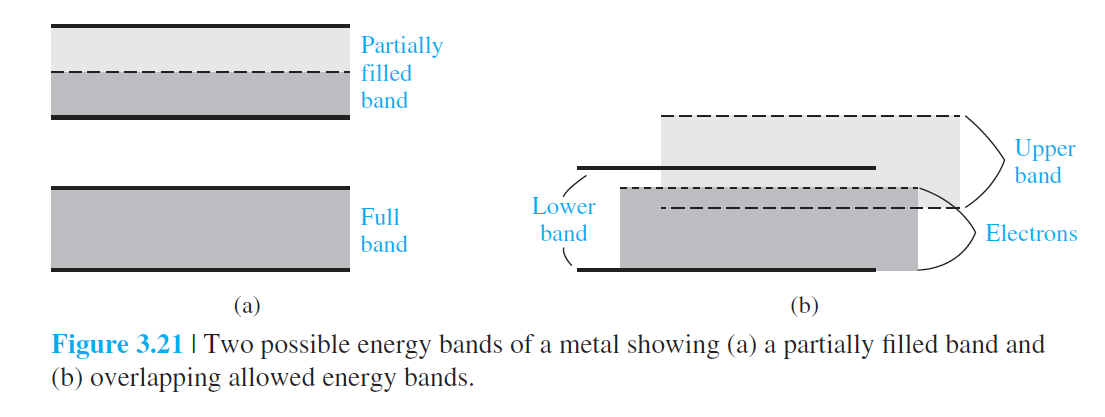 Partially
filled
band
Full
band
(a)
Upper
band
Lower
band
Electrons
(b)
Figure 3.21 | Two possible energy bands of a metal showing (a) a partially filled band and
(b) overlapping allowed energy bands.